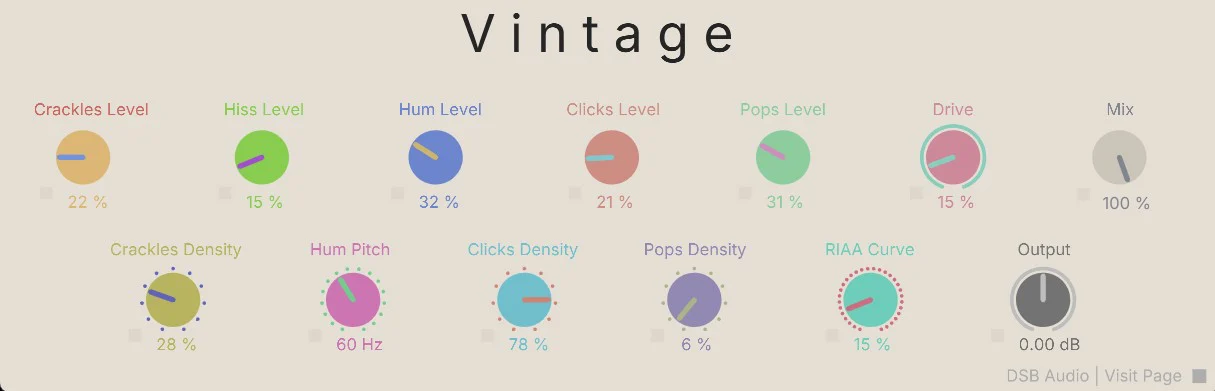 Vintage
Crackles Level Hiss Level Hum Level Clicks Level Pops Level Drive Mix
22 % 15 % 32 % 21 % 31 % 15 % 100 %
Crackles Density Hum Pitch Clicks Density Pops Density RIAA Curve Output
28 % 60 Hz 78 % 6 % 15 % 0.00 dB
DSB Audio | Visit Page